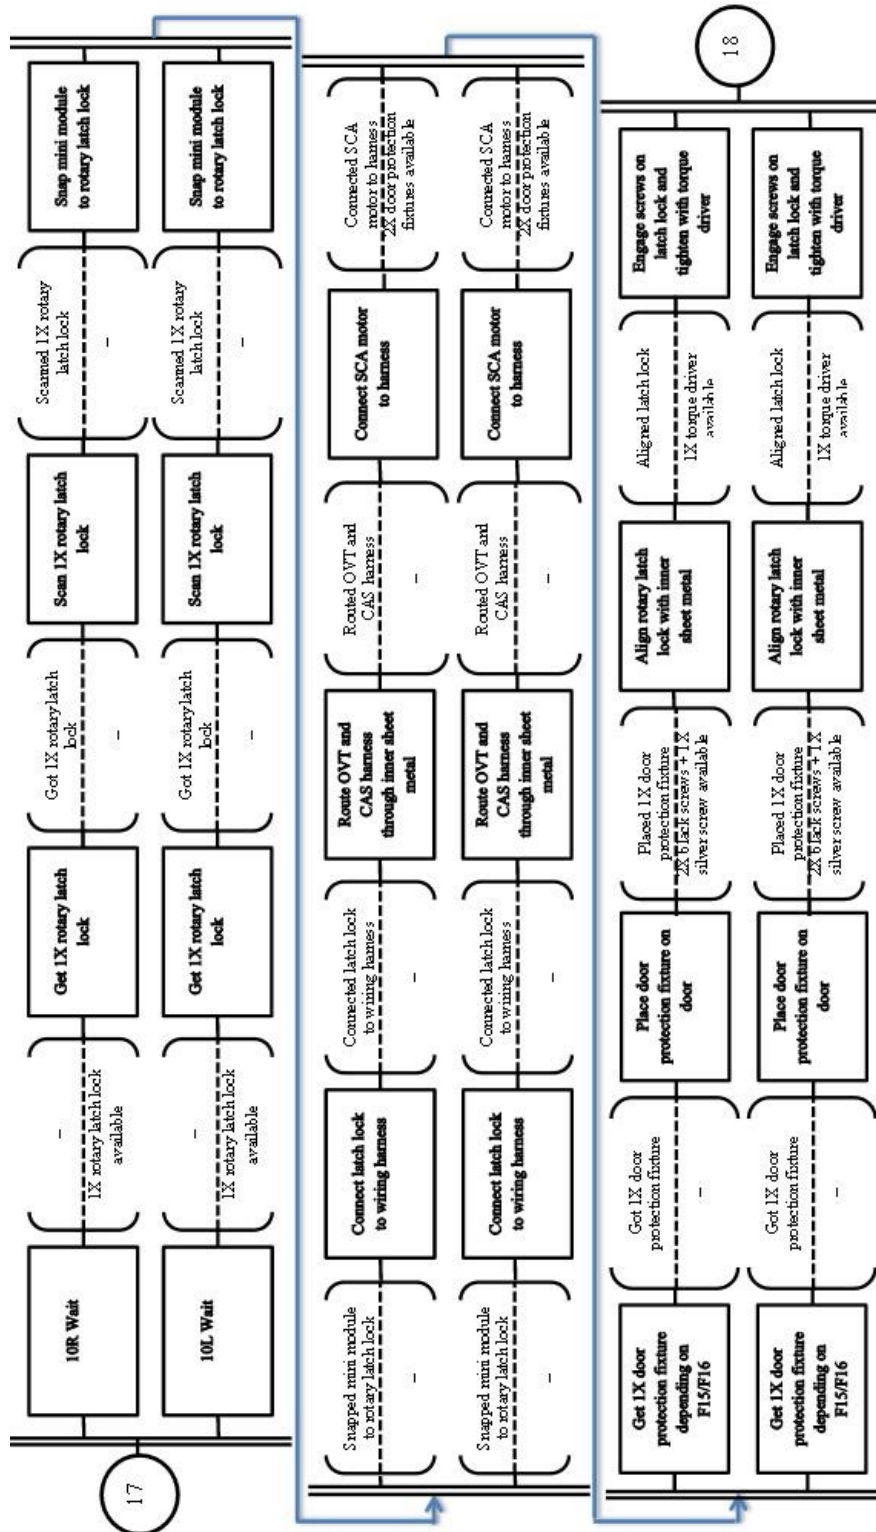 17
10R Wait
–
1X rotary latch lock
available
Get 1X rotary latch
lock
Got 1X rotary latch
lock
–
Scan 1X rotary latch
lock
Scanned 1X rotary
latch lock
–
Snap mini module
to rotary latch lock
10L Wait
–
1X rotary latch lock
available
Get 1X rotary latch
lock
Got 1X rotary latch
lock
–
Scan 1X rotary latch
lock
Scanned 1X rotary
latch lock
–
Snap mini module
to rotary latch lock
Snapped mini module
to rotary latch lock
–
Connect latch lock
to wiring harness
Connected latch lock
to wiring harness
–
Route OVT and
CAS harness
through inner sheet
metal
Routed OVT and
CAS harness
–
Connect SCA motor
to harness
Connected SCA
motor to harness
2X door protection
fixtures available
Snapped mini module
to rotary latch lock
–
Connect latch lock
to wiring harness
Connected latch lock
to wiring harness
–
Route OVT and
CAS harness
through inner sheet
metal
Routed OVT and
CAS harness
–
Connect SCA motor
to harness
Connected SCA
motor to harness
2X door protection
fixtures available
Get 1X door
protection fixture
depending on
F15/F16
Got 1X door
protection fixture
–
Place door
protection fixture on
door
Placed 1X door
protection fixture
2X black screws + 1X
silver screw available
Align rotary latch
lock with inner
sheet metal
Aligned latch lock
1X torque driver
available
Engage screws on
latch lock and
tighten with torque
driver
Get 1X door
protection fixture
depending on
F15/F16
Got 1X door
protection fixture
–
Place door
protection fixture on
door
Placed 1X door
protection fixture
2X black screws + 1X
silver screw available
Align rotary latch
lock with inner
sheet metal
Aligned latch lock
1X torque driver
available
Engage screws on
latch lock and
tighten with torque
driver
18